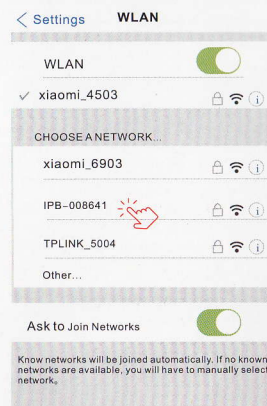 Settings WLAN
WLAN
xiaomi_4503
CHOOSE A NETWORK...
xiaomi_6903
IPB-008641
TPLINK_5004
Other...
Ask to Join Networks
Know networks will be joined automatically. If no known
networks are available, you will have to manually select
network。